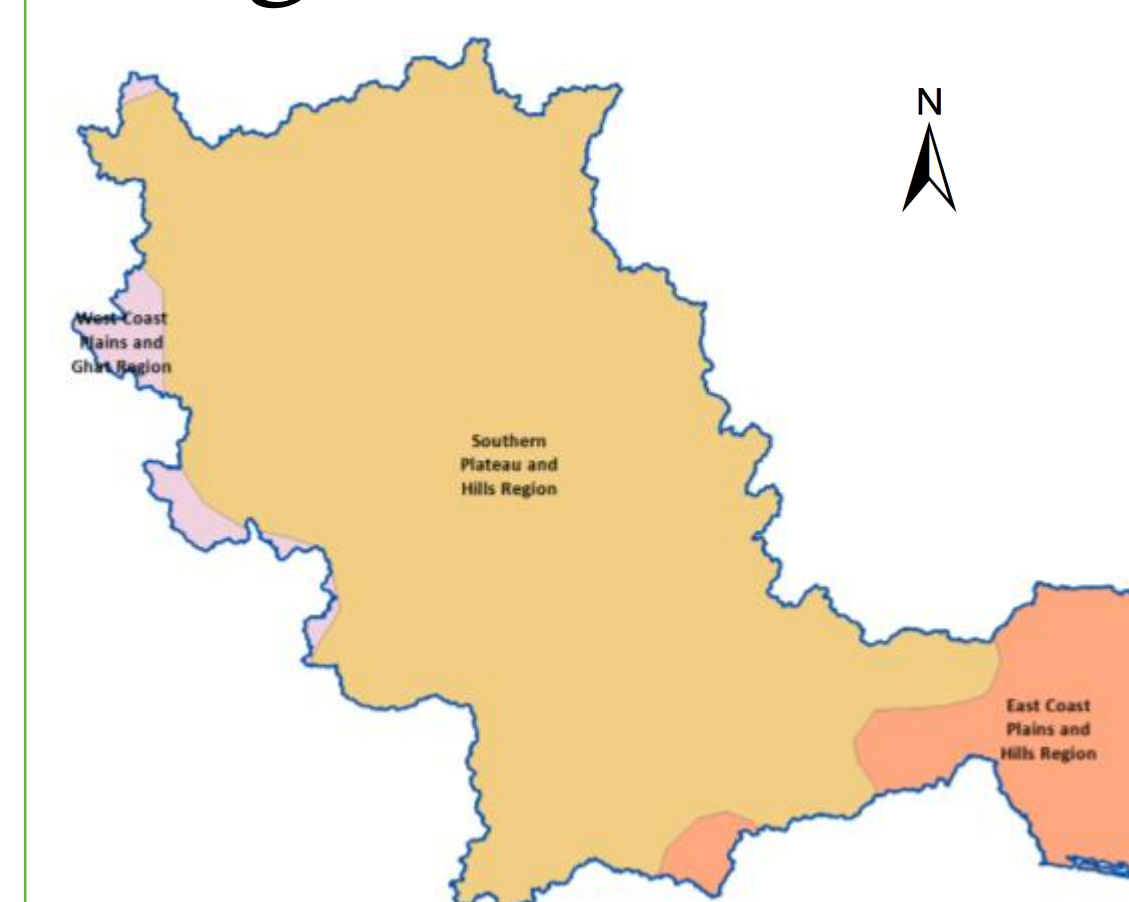 N
West Coast
Plains and
Ghat Region
Southern
Plateau and
Hills Region
East Coast
Plains and
Hills Region